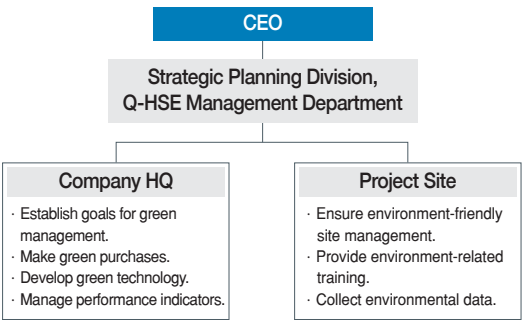 CEO
Strategic Planning Division,
Q-HSE Management Department
Company HQ
· Establish goals for green
management.
· Make green purchases.
· Develop green technology.
· Manage performance indicators.
Project Site
· Ensure environment-friendly
site management.
· Provide environment-related
training.
· Collect environmental data.